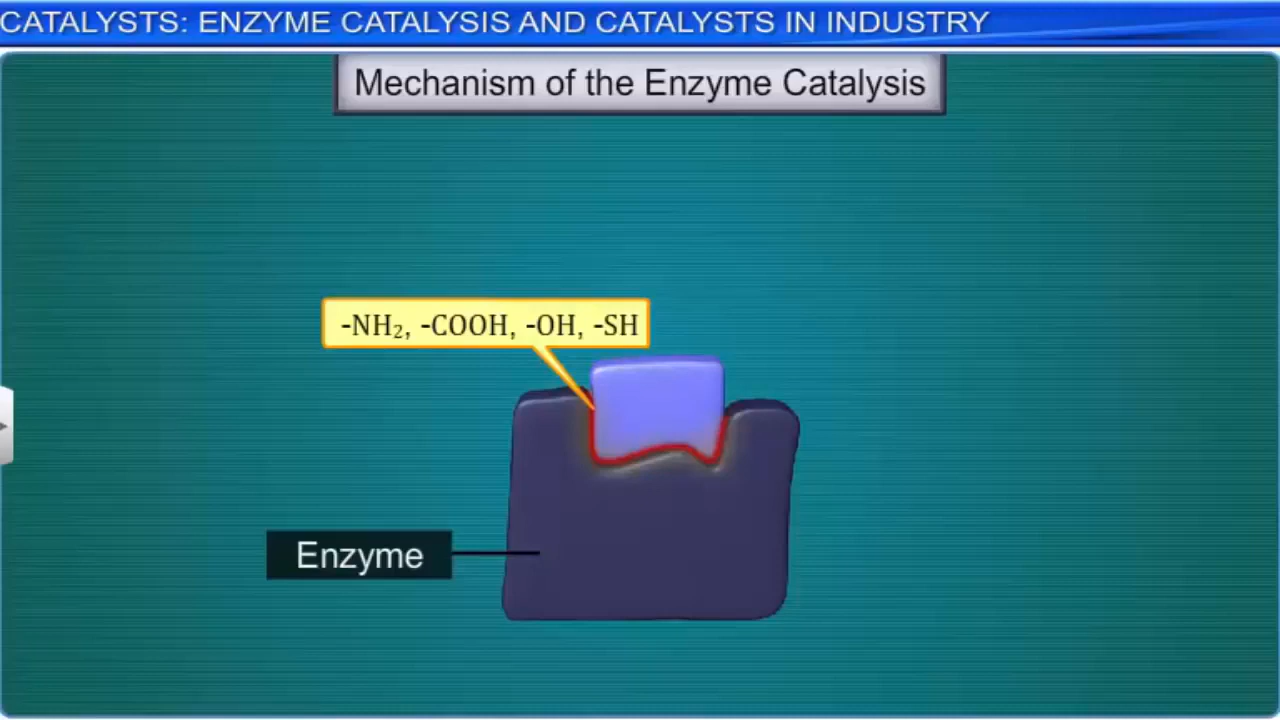 CATALYSTS: ENZYME CATALYSIS AND CATALYSTS IN INDUSTRY
Mechanism of the Enzyme Catalysis
-NH₂, -COOH, -OH, -SH
Enzyme